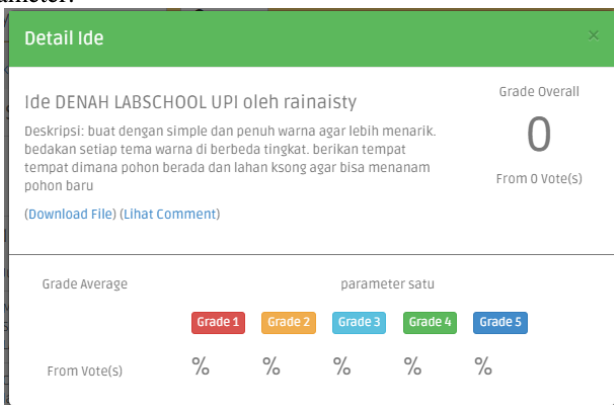 ameter.
Detail Ide ×
Ide DENAH LABSCHOOL UPI oleh rainaisty
Deskripsi: buat dengan simple dan penuh warna agar lebih menarik.
bedakan setiap tema warna di berbeda tingkat. berikan tempat
tempat dimana pohon berada dan lahan ksong agar bisa menanam
pohon baru
(Download File) (Lihat Comment)
Grade Overall
0
From 0 Vote(s)
Grade Average parameter satu
Grade 1 Grade 2 Grade 3 Grade 4 Grade 5
From Vote(s) % % % % %